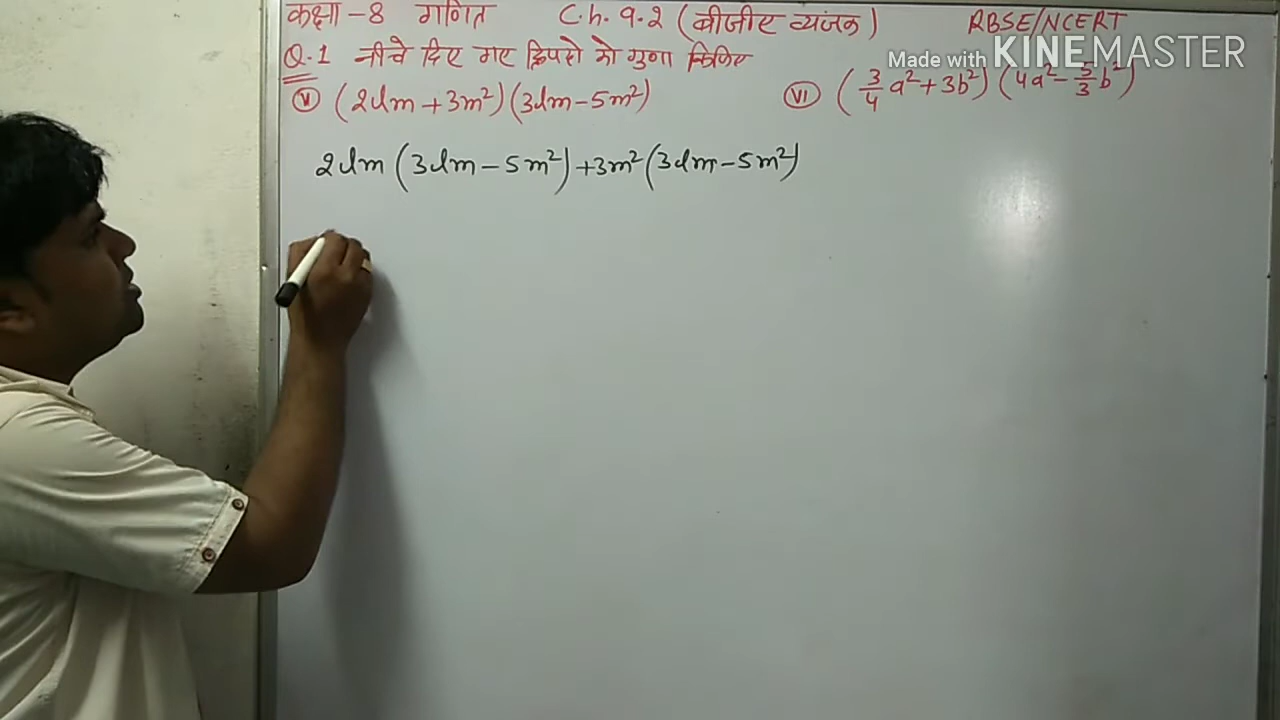 कक्षा -8 गणित Ch. 9.2 (बीजीए व्यंजक) RBSE/NCERT
Made with KINEMASTER
Q.1 नीचे दिए गए द्विपदो को गुणा किजिए
(V) (2lm + 3m²)(3lm - 5m²) (VI) (3/4 a² + 3b²) (4a² - 5/3 b²)
2lm (3lm - 5m²) + 3m² (3lm - 5m²)